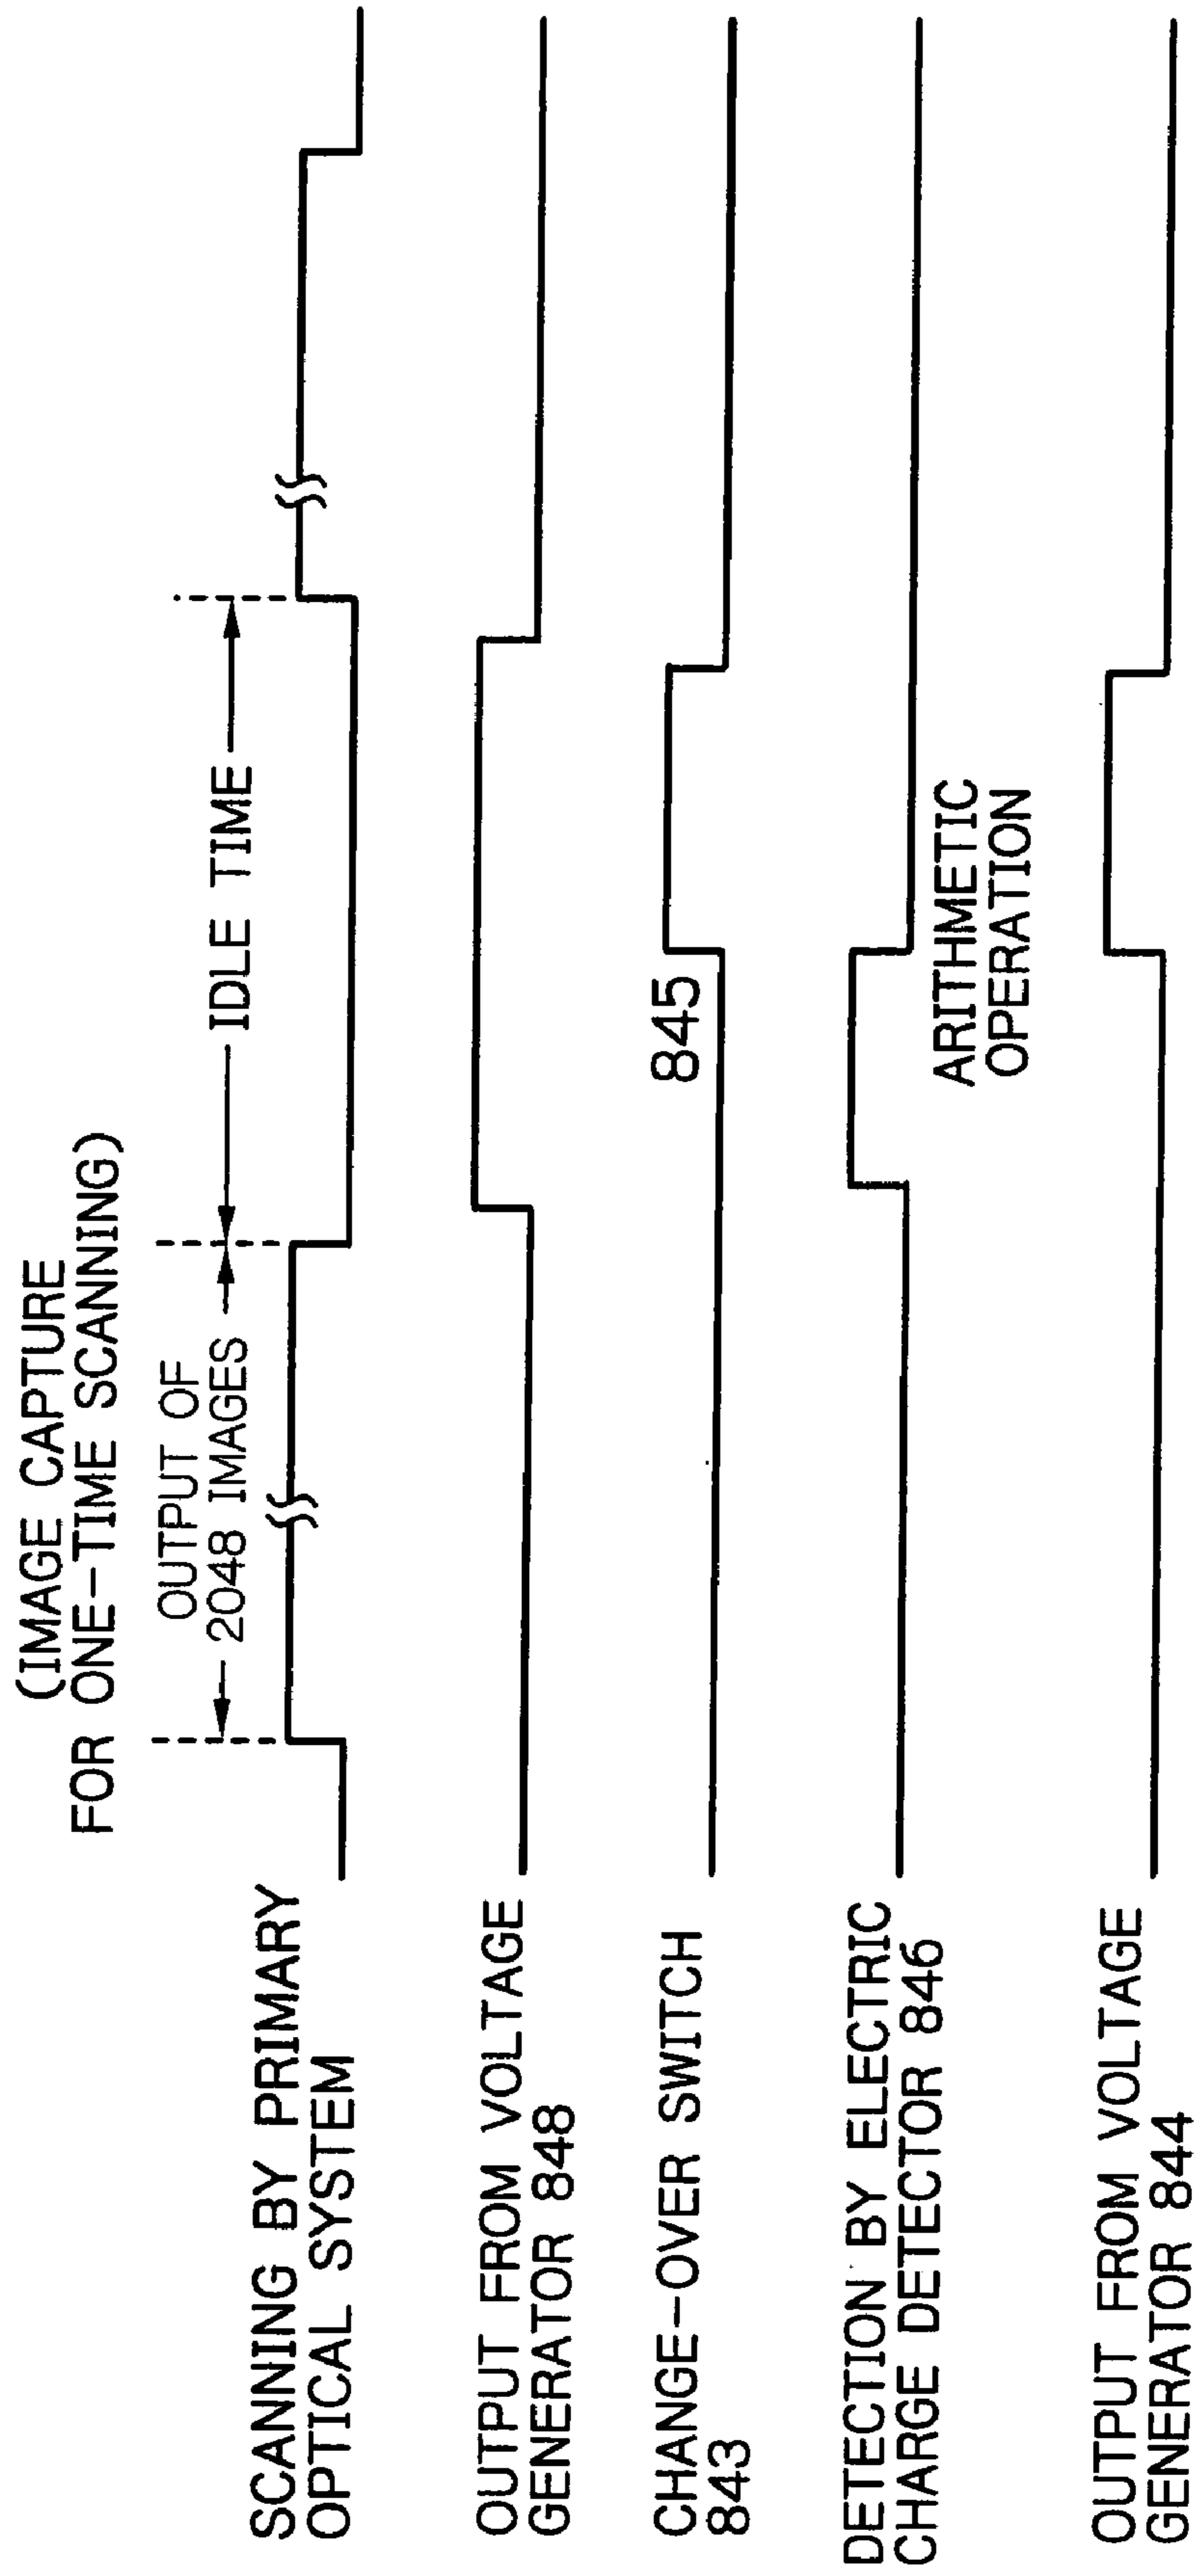 (IMAGE CAPTURE
FOR ONE-TIME SCANNING)
OUTPUT OF
2048 IMAGES
IDLE TIME
SCANNING BY PRIMARY
OPTICAL SYSTEM
OUTPUT FROM VOLTAGE
GENERATOR 848
CHANGE-OVER SWITCH
843
845
DETECTION BY ELECTRIC
CHARGE DETECTOR 846
ARITHMETIC
OPERATION
OUTPUT FROM VOLTAGE
GENERATOR 844